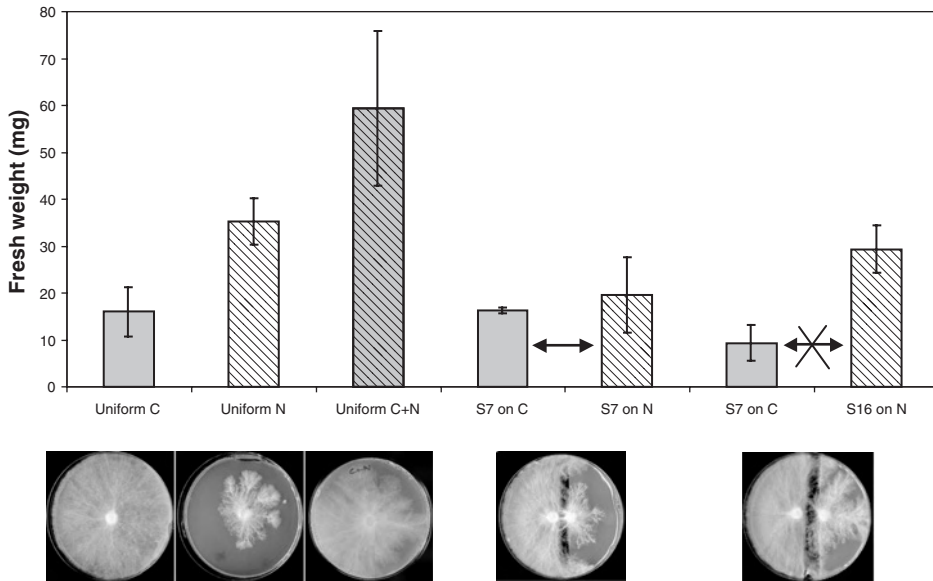 80
70
60
50
40
30
20
10
0
Fresh weight (mg)
Uniform C
Uniform N
Uniform C+N
S7 on C
S7 on N
S7 on C
S16 on N